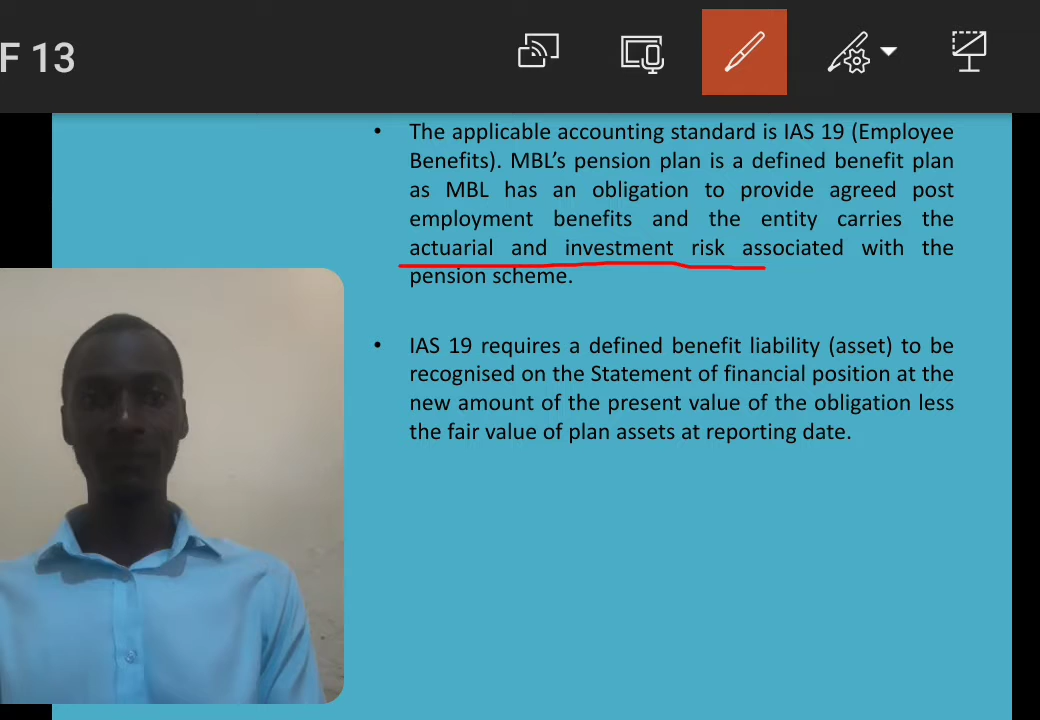 F 13
• The applicable accounting standard is IAS 19 (Employee
Benefits). MBL’s pension plan is a defined benefit plan
as MBL has an obligation to provide agreed post
employment benefits and the entity carries the
actuarial and investment risk associated with the
pension scheme.
• IAS 19 requires a defined benefit liability (asset) to be
recognised on the Statement of financial position at the
new amount of the present value of the obligation less
the fair value of plan assets at reporting date.